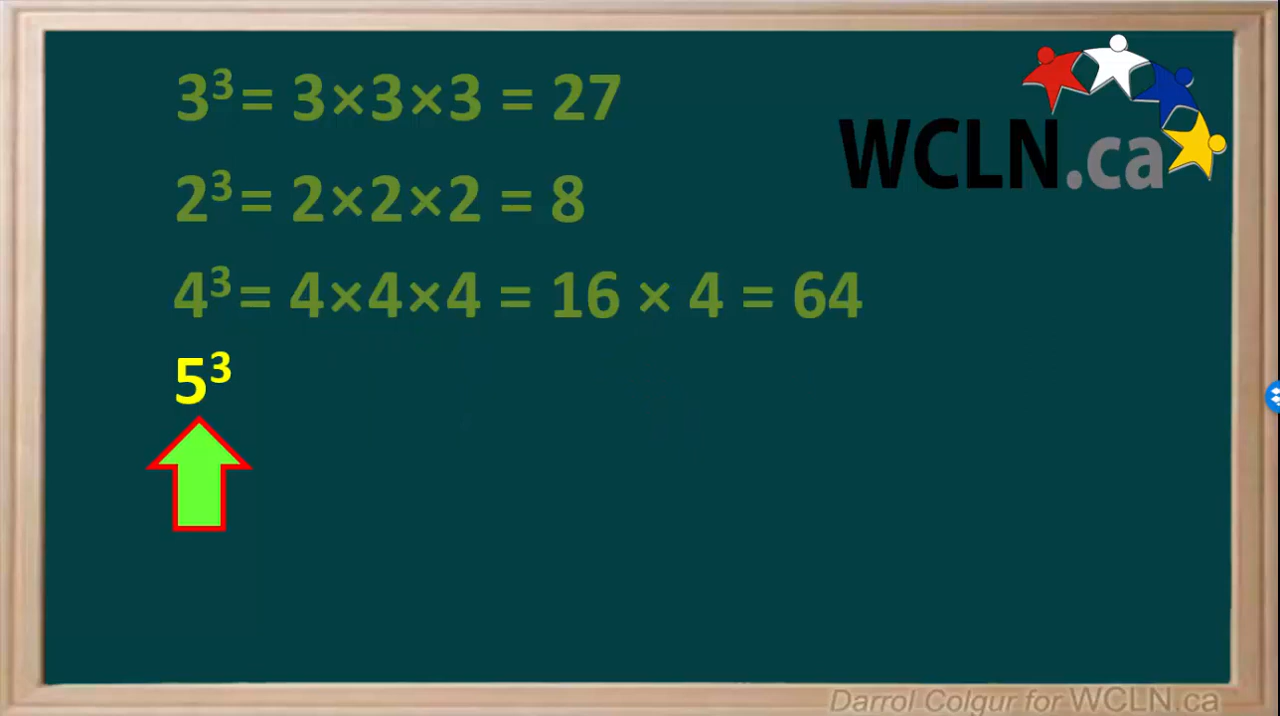 3³ = 3×3×3 = 27
2³ = 2×2×2 = 8
4³ = 4×4×4 = 16 × 4 = 64
5³
WCLN.ca
Darrol Colgur for WCLN.ca